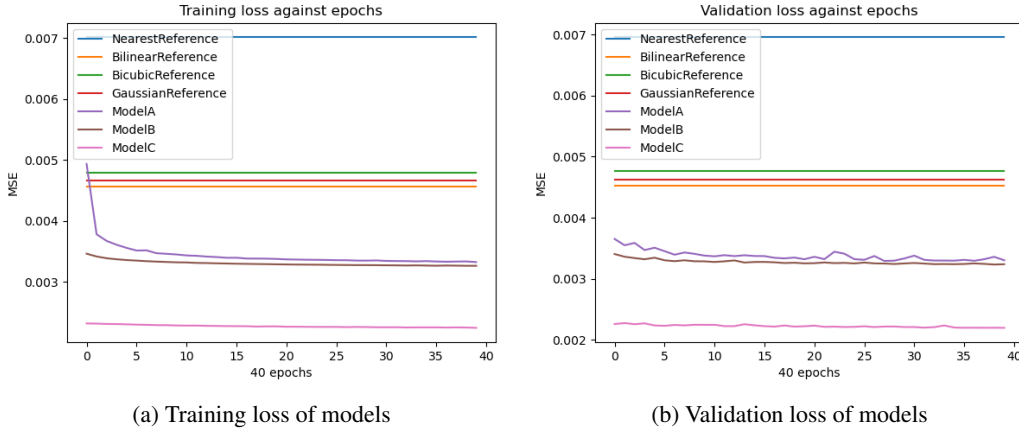 Training loss against epochs
0.007
0.006
0.005
0.004
0.003
MSE
NearestReference
BilinearReference
BicubicReference
GaussianReference
ModelA
ModelB
ModelC
0 5 10 15 20 25 30 35 40
40 epochs
(a) Training loss of models
Validation loss against epochs
0.007
0.006
0.005
0.004
0.003
0.002
MSE
NearestReference
BilinearReference
BicubicReference
GaussianReference
ModelA
ModelB
ModelC
0 5 10 15 20 25 30 35 40
40 epochs
(b) Validation loss of models